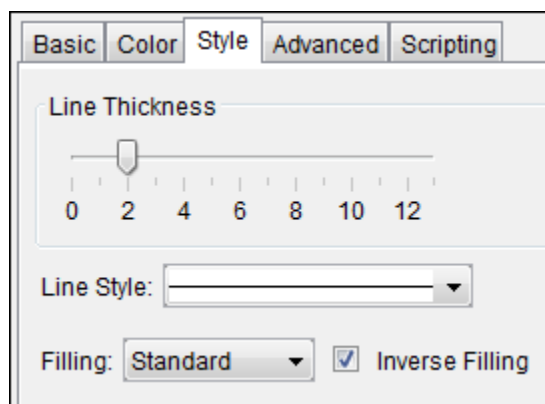 Basic Color Style Advanced Scripting
Line Thickness
0 2 4 6 8 10 12
Line Style:
Filling: Standard Inverse Filling